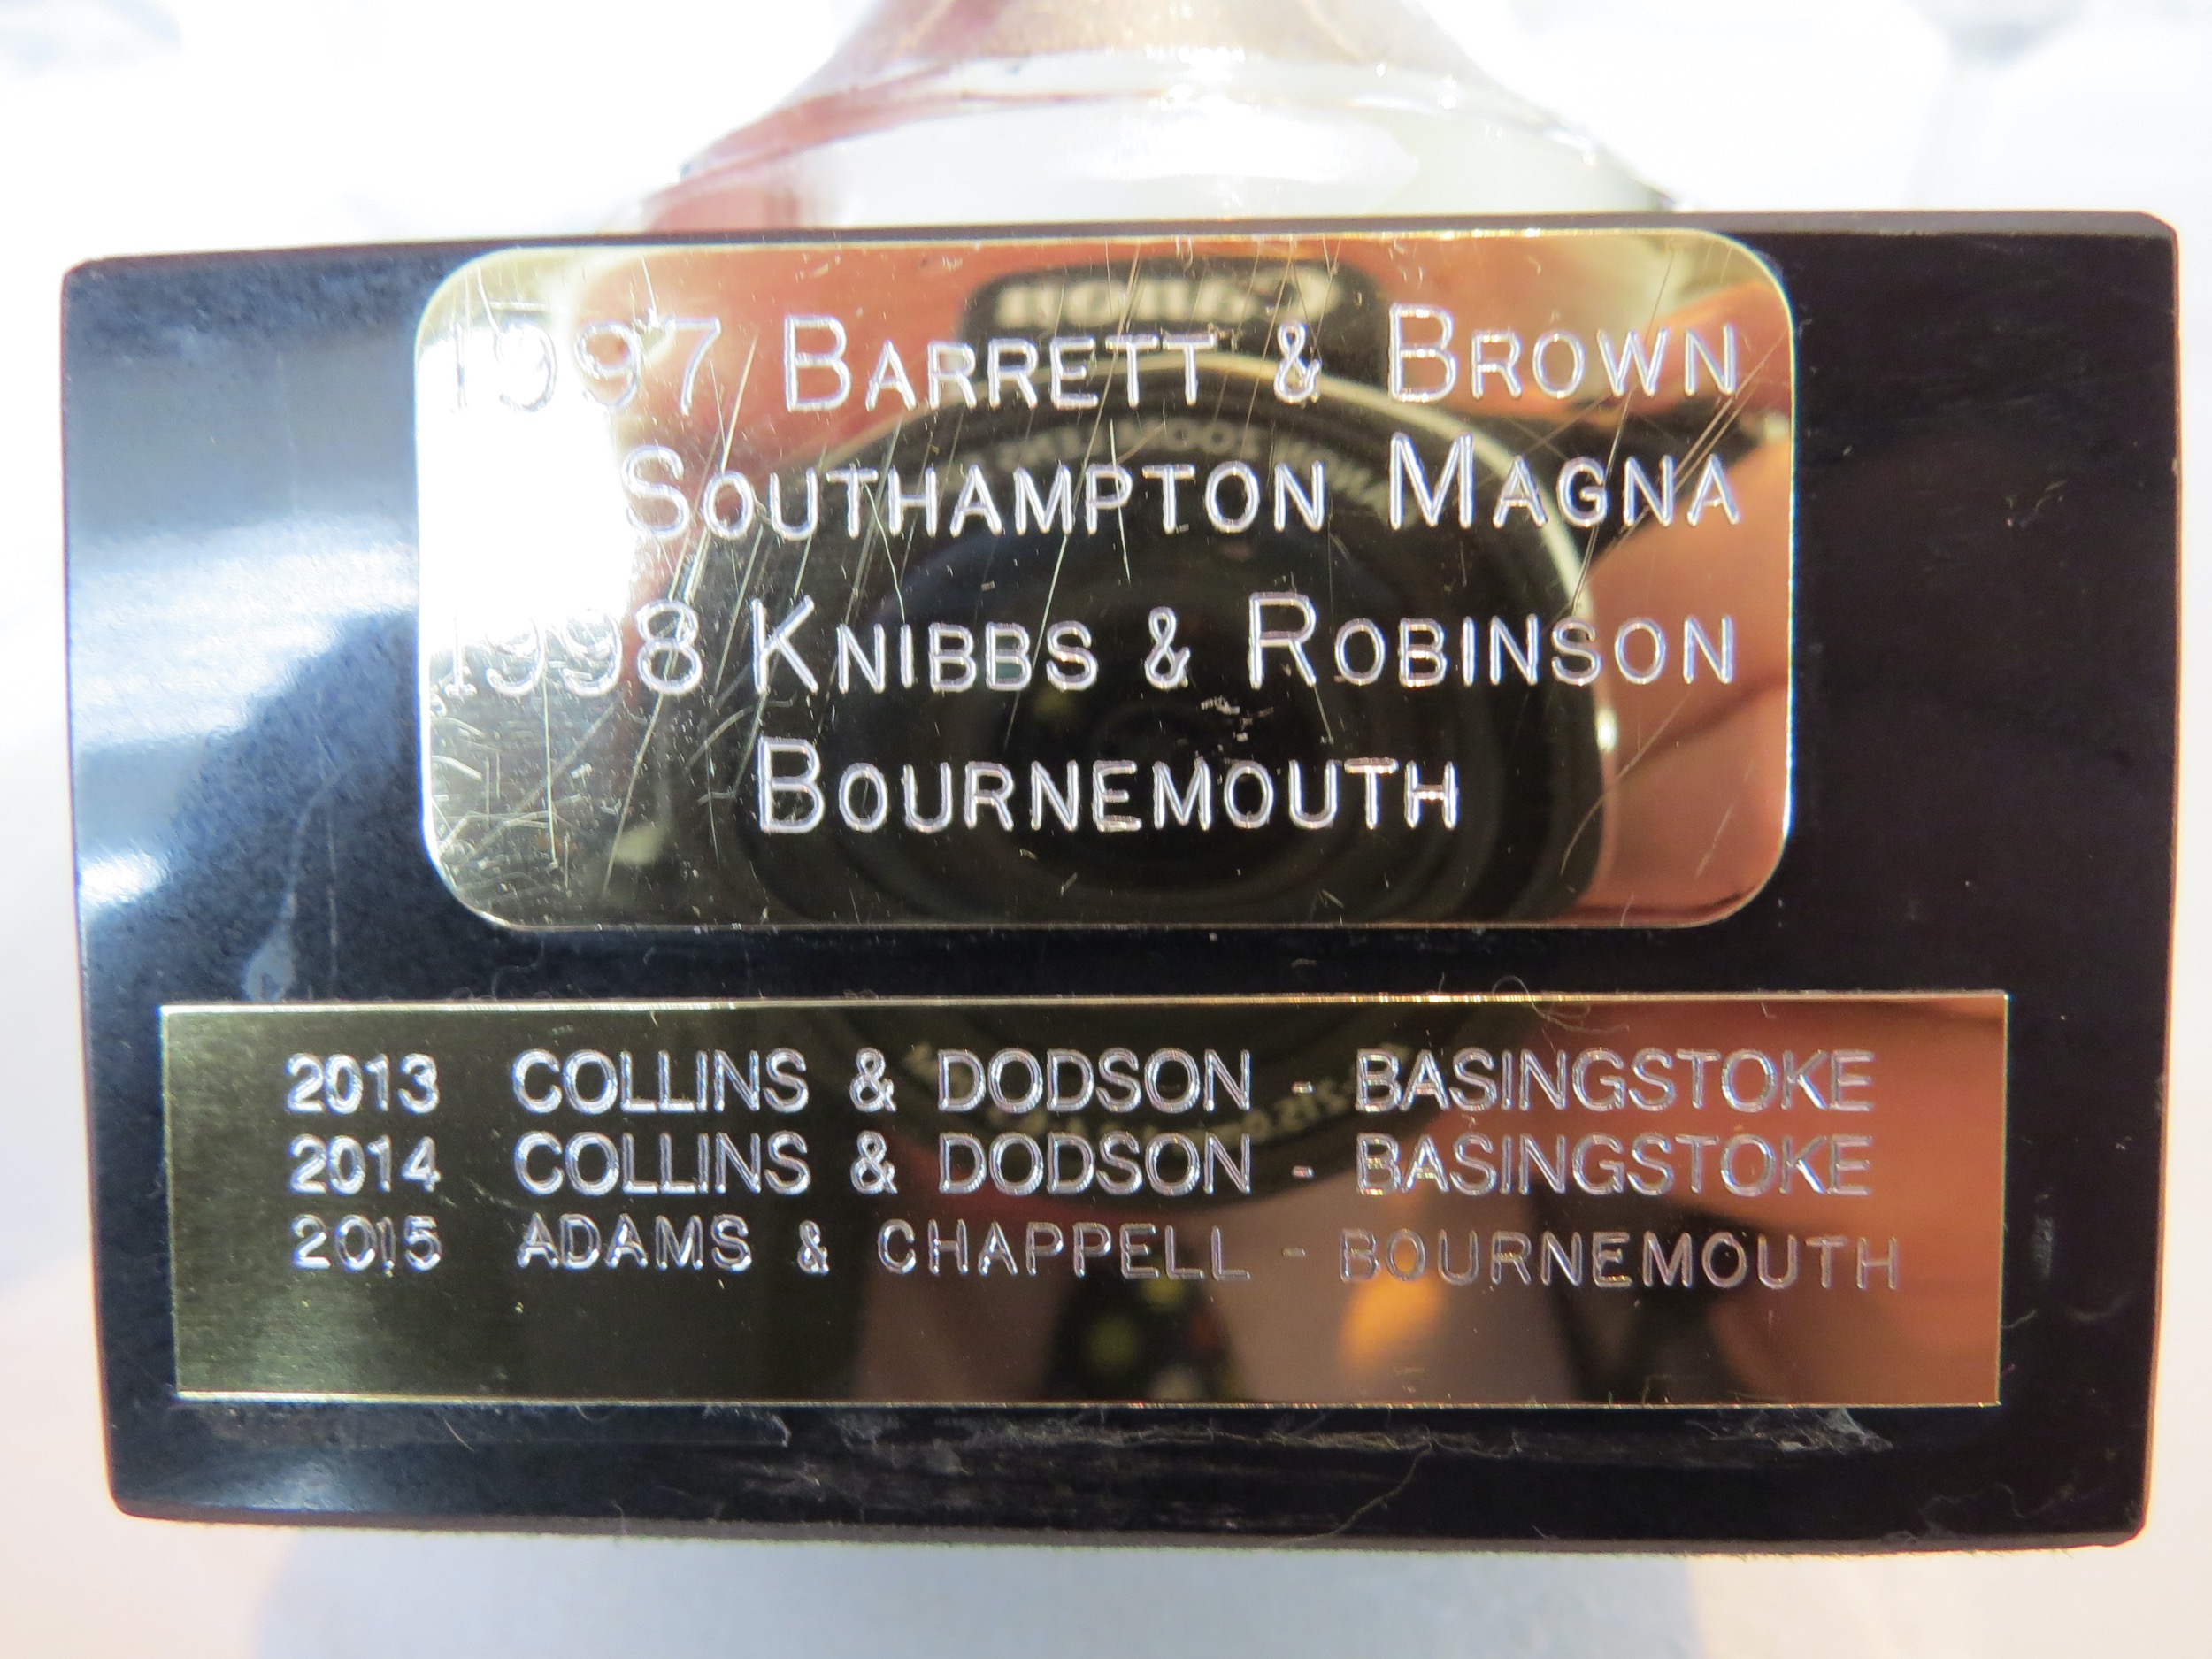 1997 BARRETT & BROWN
SOUTHAMPTON MAGNA
1998 KNIBBS & ROBINSON
BOURNEMOUTH
2013 COLLINS & DODSON - BASINGSTOKE
2014 COLLINS & DODSON - BASINGSTOKE
2015 ADAMS & CHAPPELL - BOURNEMOUTH